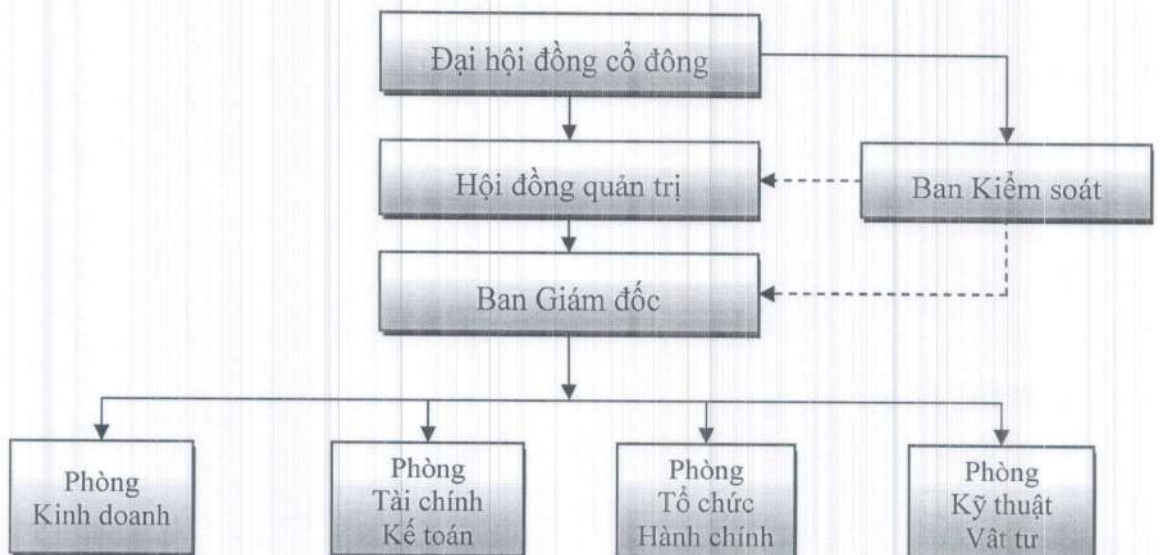 Đại hội đồng cổ đông
Hội đồng quản trị
Ban Kiểm soát
Ban Giám đốc
Phòng
Kinh doanh
Phòng
Tài chính
Kế toán
Phòng
Tổ chức
Hành chính
Phòng
Kỹ thuật
Vật tư